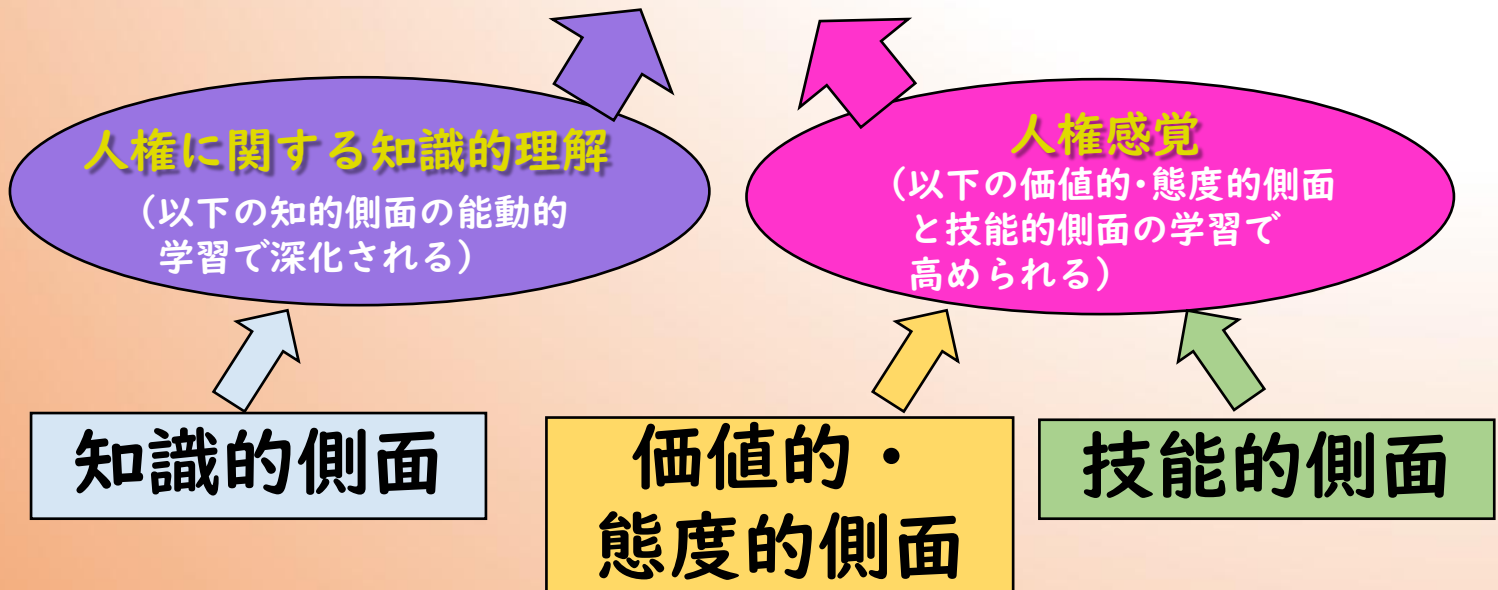 人権に関する知識的理解
（以下の知的側面の能動的
学習で深化される）
人権感覚
（以下の価値的・態度的側面
と技能的側面の学習で
高められる）
知識的側面
価値的・
態度的側面
技能的側面